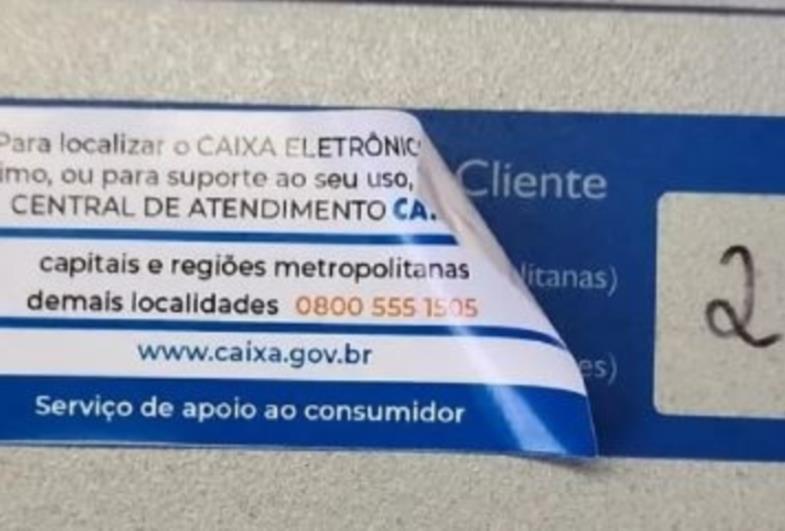 Para localizar o CAIXA ELETRÔNIC
imo, ou para suporte ao seu uso,
CENTRAL DE ATENDIMENTO CA
capitais e regiões metropolitanas
demais localidades 0800 555 1505
www.caixa.gov.br
Serviço de apoio ao consumidor
Cliente
litanas)
es)
2